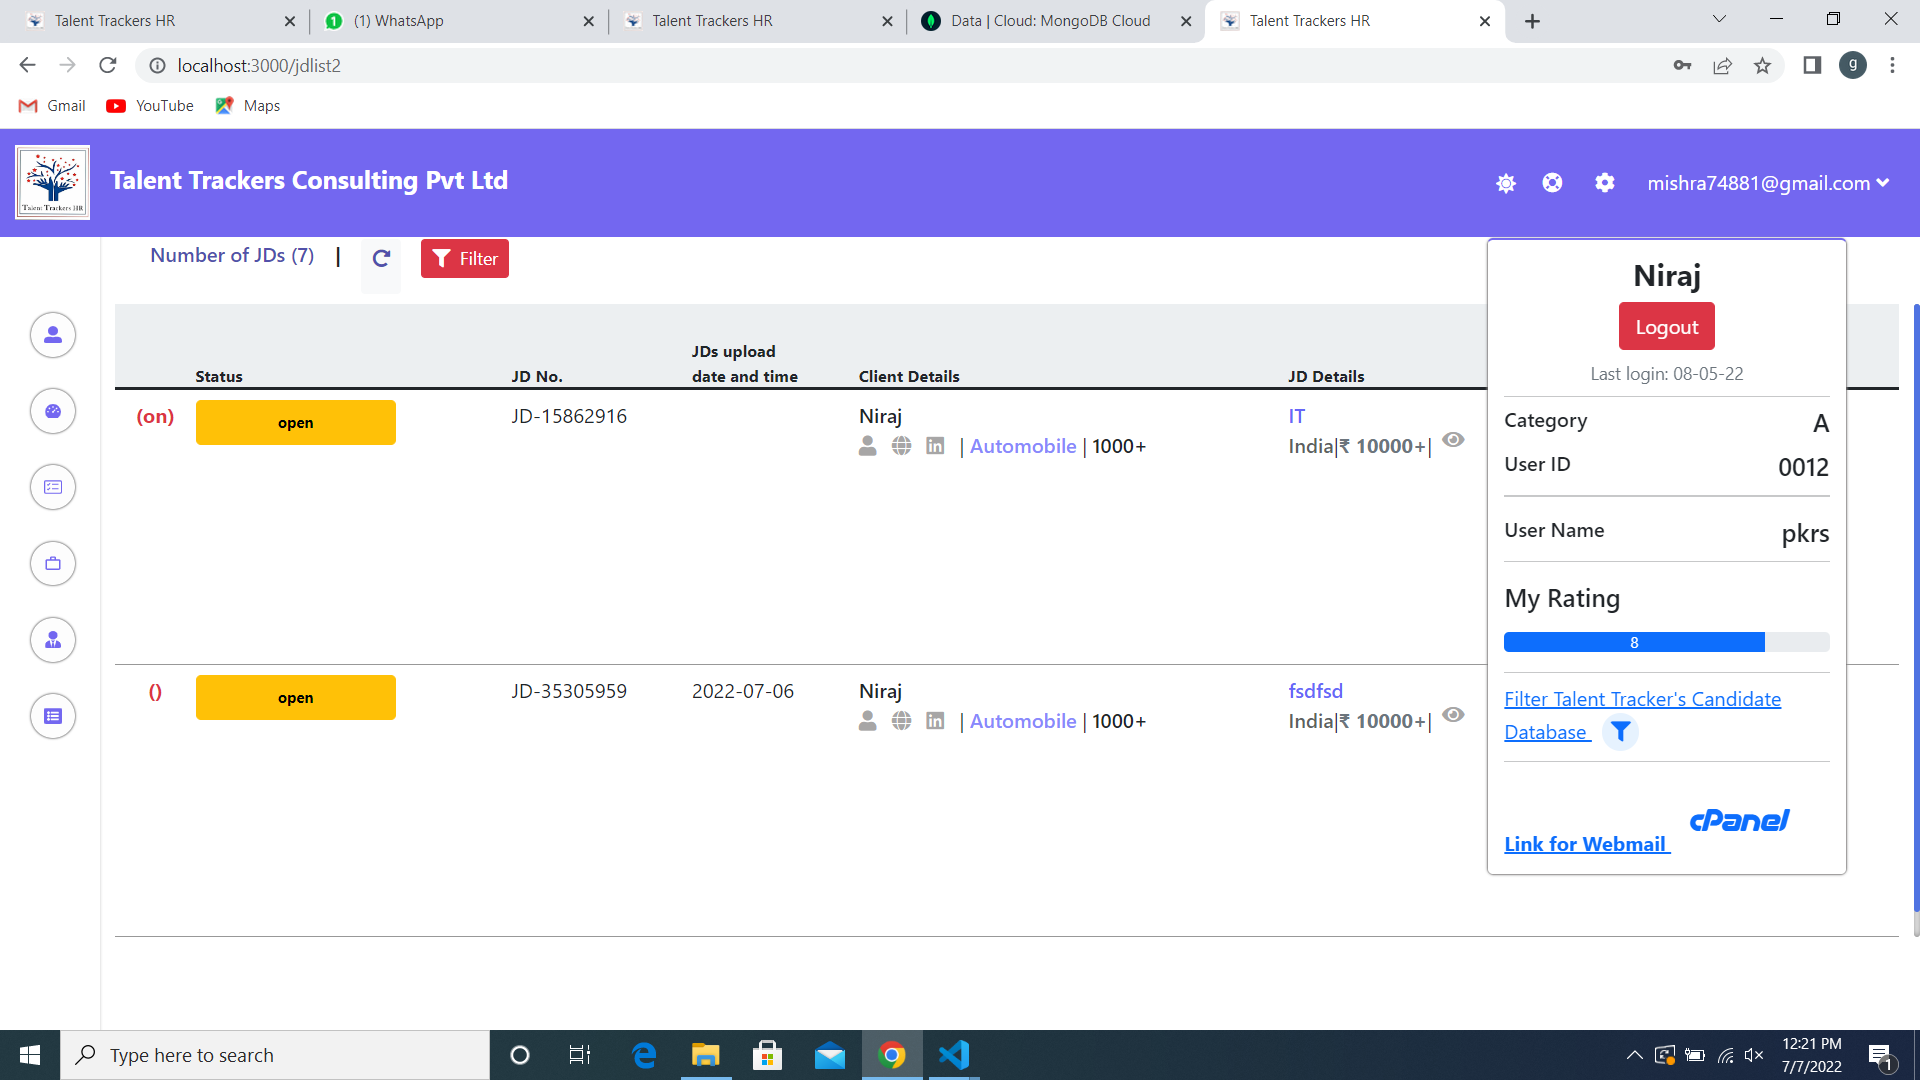 Talent Trackers HR
(1) WhatsApp
Talent Trackers HR
Data | Cloud: MongoDB Cloud
Talent Trackers HR
localhost:3000/jdlist2
g
Gmail
YouTube
Maps
Talent Trackers HR
Talent Trackers Consulting Pvt Ltd
mishra74881@gmail.com
Number of JDs (7) |
Filter
Status
JD No.
JDs upload
date and time
Client Details
JD Details
(on)
open
JD-15862916
Niraj
| Automobile | 1000+
IT
India|₹ 10000+|
()
open
JD-35305959
2022-07-06
Niraj
| Automobile | 1000+
fsdfsd
India|₹ 10000+|
Niraj
Logout
Last login: 08-05-22
Category A
User ID 0012
User Name pkrs
My Rating
8
Filter Talent Tracker's Candidate
Database
cPanel
Link for Webmail
Type here to search
12:21 PM
7/7/2022
1